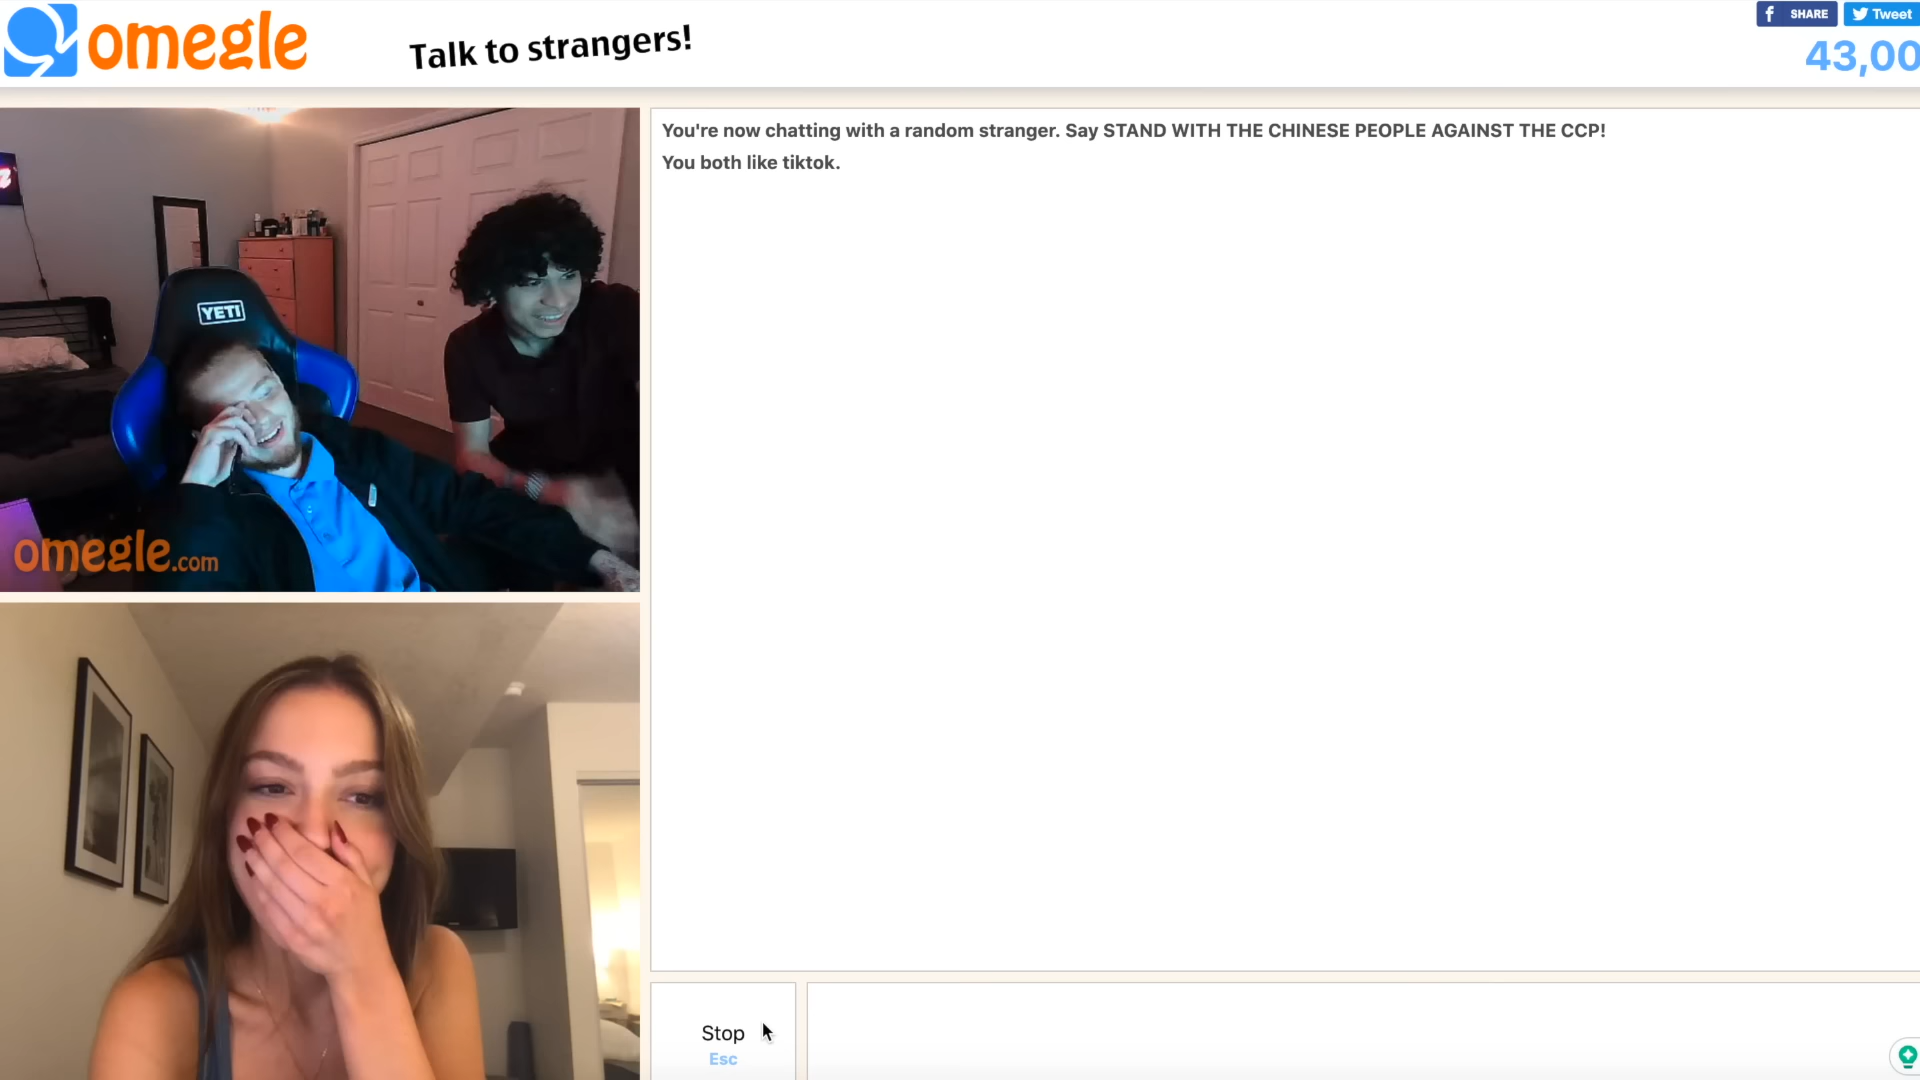 omegle
Talk to strangers!
SHARE
Tweet
43,00
You're now chatting with a random stranger. Say STAND WITH THE CHINESE PEOPLE AGAINST THE CCP!
You both like tiktok.
YETI
omegle.com
Stop
Esc